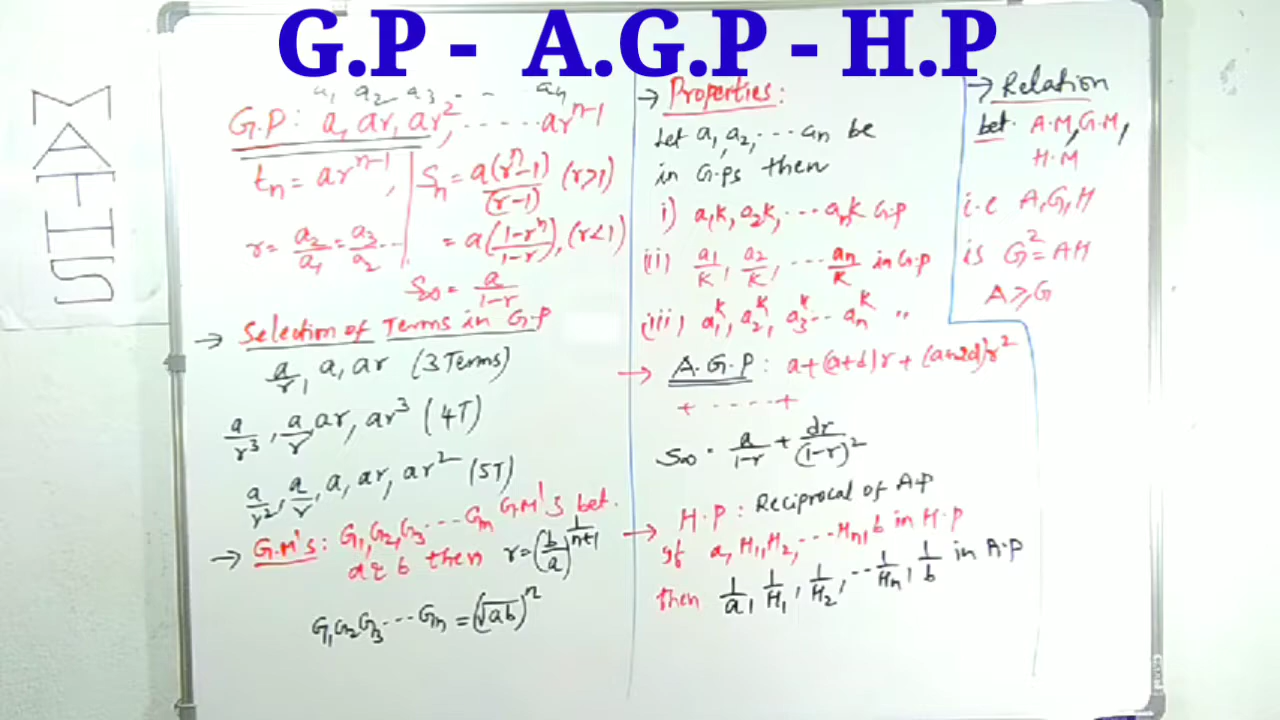 G.P - A.G.P - H.P
MATHS
a₁ a₂ a₃ - - a₄
G.P: a, ar, ar², ...... arⁿ⁻¹
tₙ = arⁿ⁻¹, Sₙ = a(rⁿ-1)/(r-1) (r>1)
r = a₂/a₁ = a₃/a₂ ... = a(1-rⁿ/1-r), (r<1)
S∞ = a/1-r
→ Selection of Terms in G.P
a/r, a, ar (3 Terms)
a/r³, a/r, ar, ar³ (4T)
a/r², a/r, a, ar, ar² (5T)
→ G.M's: G₁, G₂, G₃ ... Gₙ G.M's bet.
a & b then r = (b/a)^(1/n+1)
G₁G₂G₃ ... Gₙ = (√ab)ⁿ
→ Properties:
Let a₁, a₂, ... aₙ be
in G.Ps then
i) a₁k, a₂k, ... aₙk G.P
(ii) a₁/k, a₂/k, ... aₙ/k in G.P
(iii) a₁ᵏ, a₂ᵏ, a₃ᵏ ... aₙᵏ "
→ A.G.P: a+(a+d)r+(a+2d)r²
+ ..... +
S∞ = a/1-r + dr/(1-r)²
→ H.P: Reciprocal of A.P
If a, H₁, H₂, ... Hₙ, b in H.P
then 1/a, 1/H₁, 1/H₂, ... 1/Hₙ, 1/b in A.P
→ Relation
bet. A.M, G.M,
H.M
i.e A, G, H
is G² = AH
A ≥ G